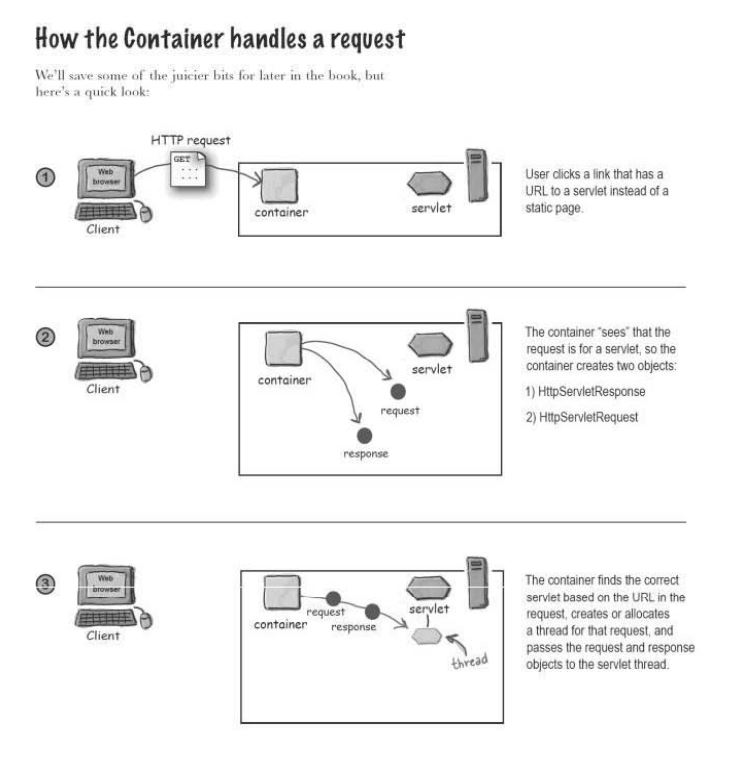 How the Container handles a request
We'll save some of the juicier bits for later in the book, but
here's a quick look:
HTTP request
1
Web
browser
GET
Client
container
servlet
User clicks a link that has a
URL to a servlet instead of a
static page.
2
Web
browser
Client
container
servlet
request
response
The container "sees" that the
request is for a servlet, so the
container creates two objects:
1) HttpServletResponse
2) HttpServletRequest
3
Web
browser
Client
container
request
response
servlet
thread
The container finds the correct
servlet based on the URL in the
request, creates or allocates
a thread for that request, and
passes the request and response
objects to the servlet thread.